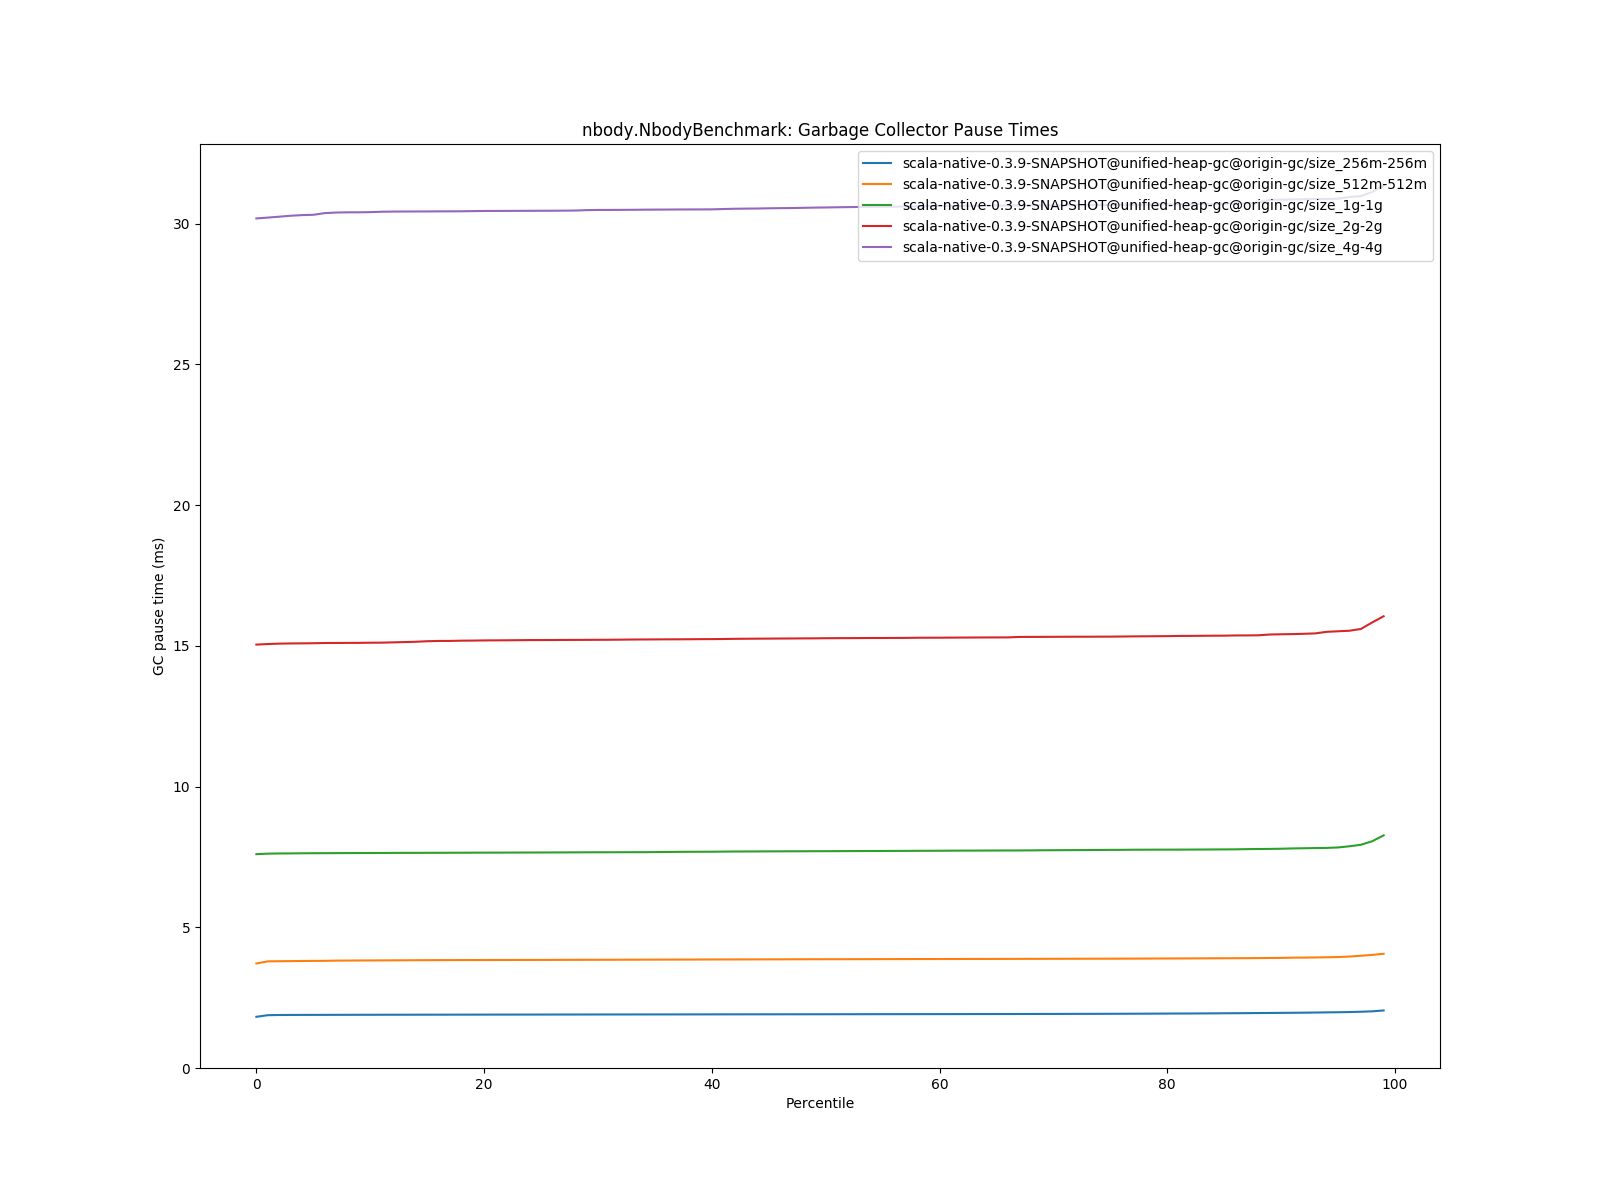 nbody.NbodyBenchmark: Garbage Collector Pause Times
scala-native-0.3.9-SNAPSHOT@unified-heap-gc@origin-gc/size_256m-256m
scala-native-0.3.9-SNAPSHOT@unified-heap-gc@origin-gc/size_512m-512m
scala-native-0.3.9-SNAPSHOT@unified-heap-gc@origin-gc/size_1g-1g
scala-native-0.3.9-SNAPSHOT@unified-heap-gc@origin-gc/size_2g-2g
scala-native-0.3.9-SNAPSHOT@unified-heap-gc@origin-gc/size_4g-4g
30
25
20
15
10
5
0
GC pause time (ms)
0 20 40 60 80 100
Percentile